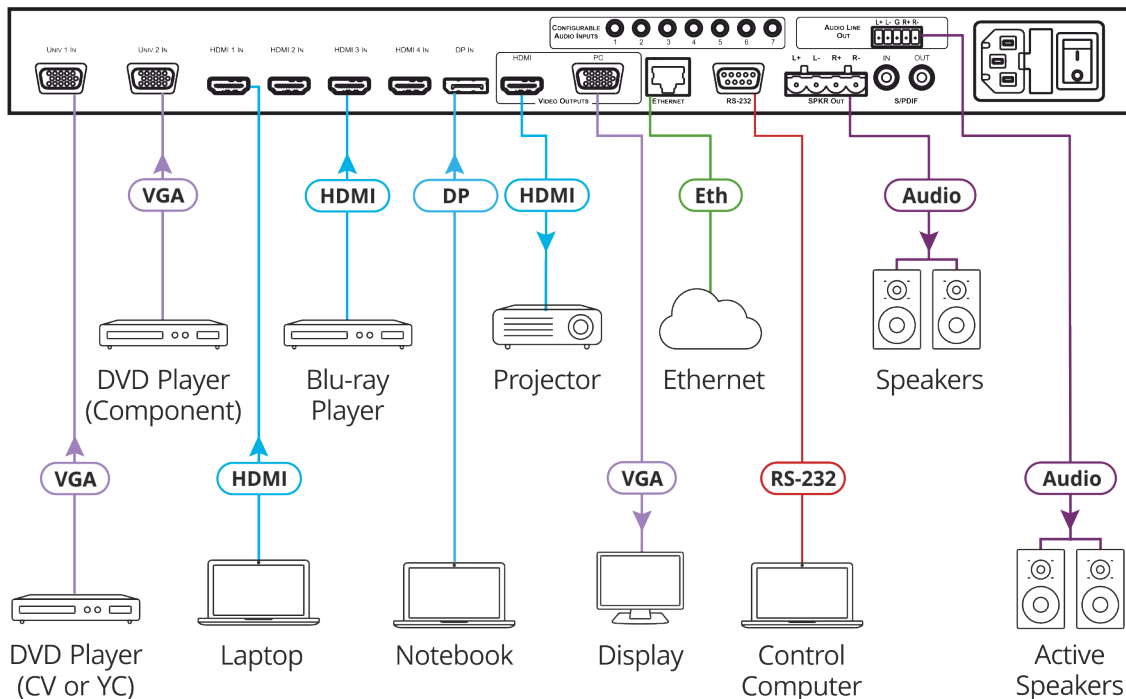 CONFIGURABLE
AUDIO INPUTS
1 2 3 4 5 6 7
AUDIO LINE
OUT
L+ L- G R+ R-
UNIV 1 IN
UNIV 2 IN
HDMI 1 IN
HDMI 2 IN
HDMI 3 IN
HDMI 4 IN
DP IN
HDMI
PC
VIDEO OUTPUTS
ETHERNET
RS-232
L+ L- R+ R-
SPKR OUT
IN
OUT
S/PDIF
VGA
HDMI
DP
HDMI
Eth
Audio
DVD Player
(Component)
Blu-ray
Player
Projector
Ethernet
Speakers
VGA
HDMI
VGA
RS-232
Audio
DVD Player
(CV or YC)
Laptop
Notebook
Display
Control
Computer
Active
Speakers